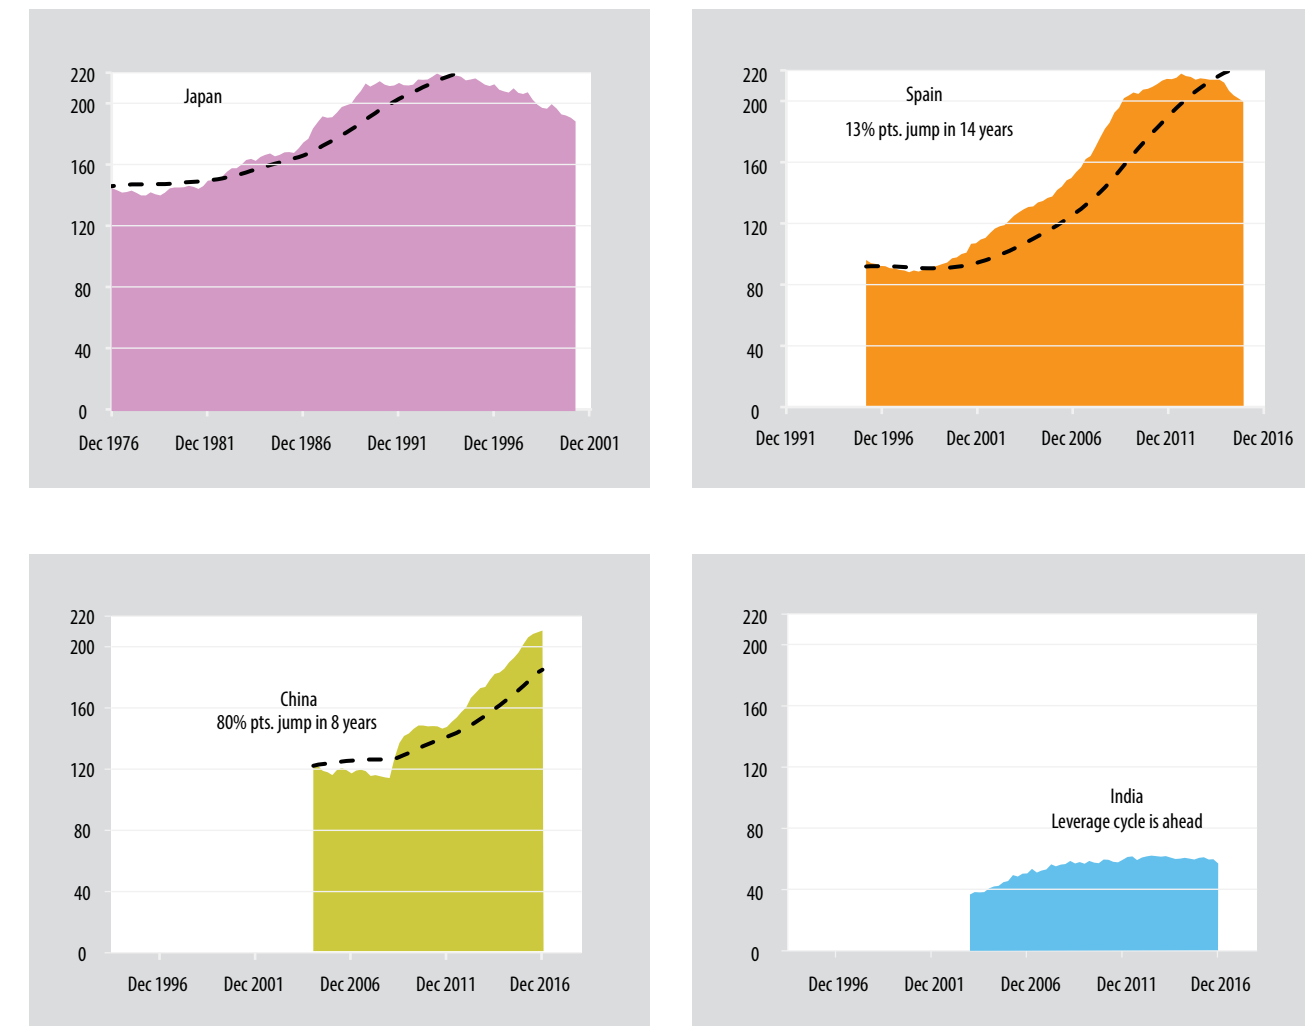 220
200
160
120
80
40
0
Japan
Dec 1976 Dec 1981 Dec 1986 Dec 1991 Dec 1996 Dec 2001
220
200
160
120
80
40
0
Spain
13% pts. jump in 14 years
Dec 1991 Dec 1996 Dec 2001 Dec 2006 Dec 2011 Dec 2016
220
200
160
120
80
40
0
China
80% pts. jump in 8 years
Dec 1996 Dec 2001 Dec 2006 Dec 2011 Dec 2016
220
200
160
120
80
40
0
India
Leverage cycle is ahead
Dec 1996 Dec 2001 Dec 2006 Dec 2011 Dec 2016